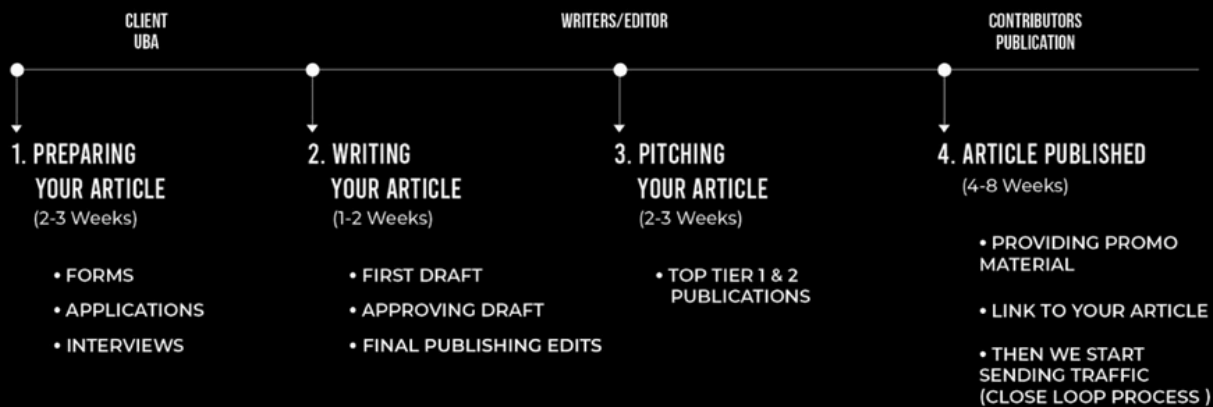 CLIENT
UBA
WRITERS/EDITOR
CONTRIBUTORS
PUBLICATION
1. PREPARING
YOUR ARTICLE
(2-3 Weeks)
• FORMS
• APPLICATIONS
• INTERVIEWS
2. WRITING
YOUR ARTICLE
(1-2 Weeks)
• FIRST DRAFT
• APPROVING DRAFT
• FINAL PUBLISHING EDITS
3. PITCHING
YOUR ARTICLE
(2-3 Weeks)
• TOP TIER 1 & 2
PUBLICATIONS
4. ARTICLE PUBLISHED
(4-8 Weeks)
• PROVIDING PROMO
MATERIAL
• LINK TO YOUR ARTICLE
• THEN WE START
SENDING TRAFFIC
(CLOSE LOOP PROCESS )